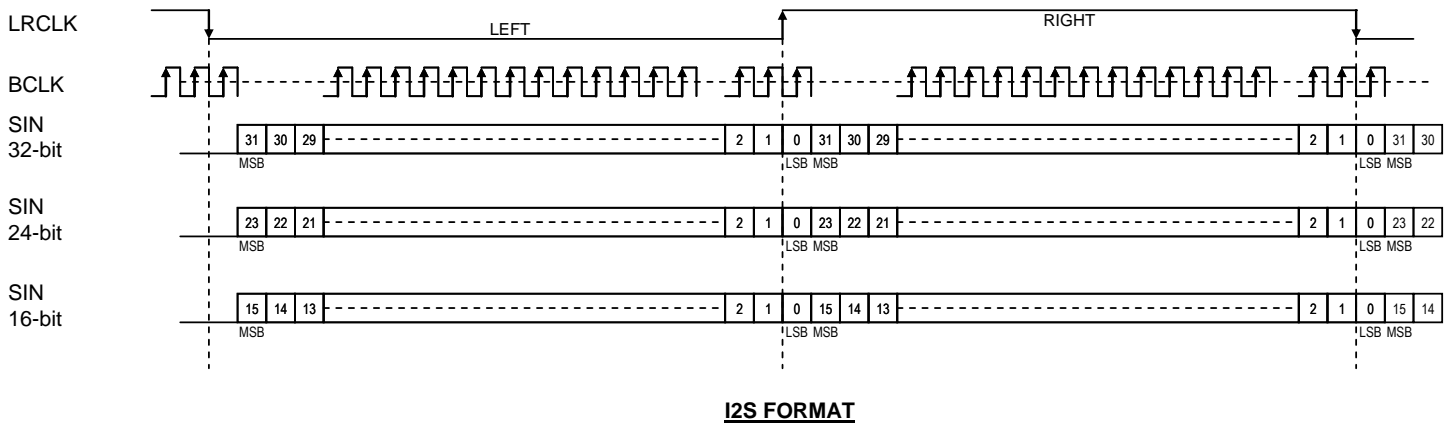 LRCLK
LEFT
RIGHT
BCLK
SIN
32-bit
31 30 29 2 1 0 31 30 29 2 1 0 31 30
MSB LSB MSB LSB MSB
SIN
24-bit
23 22 21 2 1 0 23 22 21 2 1 0 23 22
MSB LSB MSB LSB MSB
SIN
16-bit
15 14 13 2 1 0 15 14 13 2 1 0 15 14
MSB LSB MSB LSB MSB
I2S FORMAT